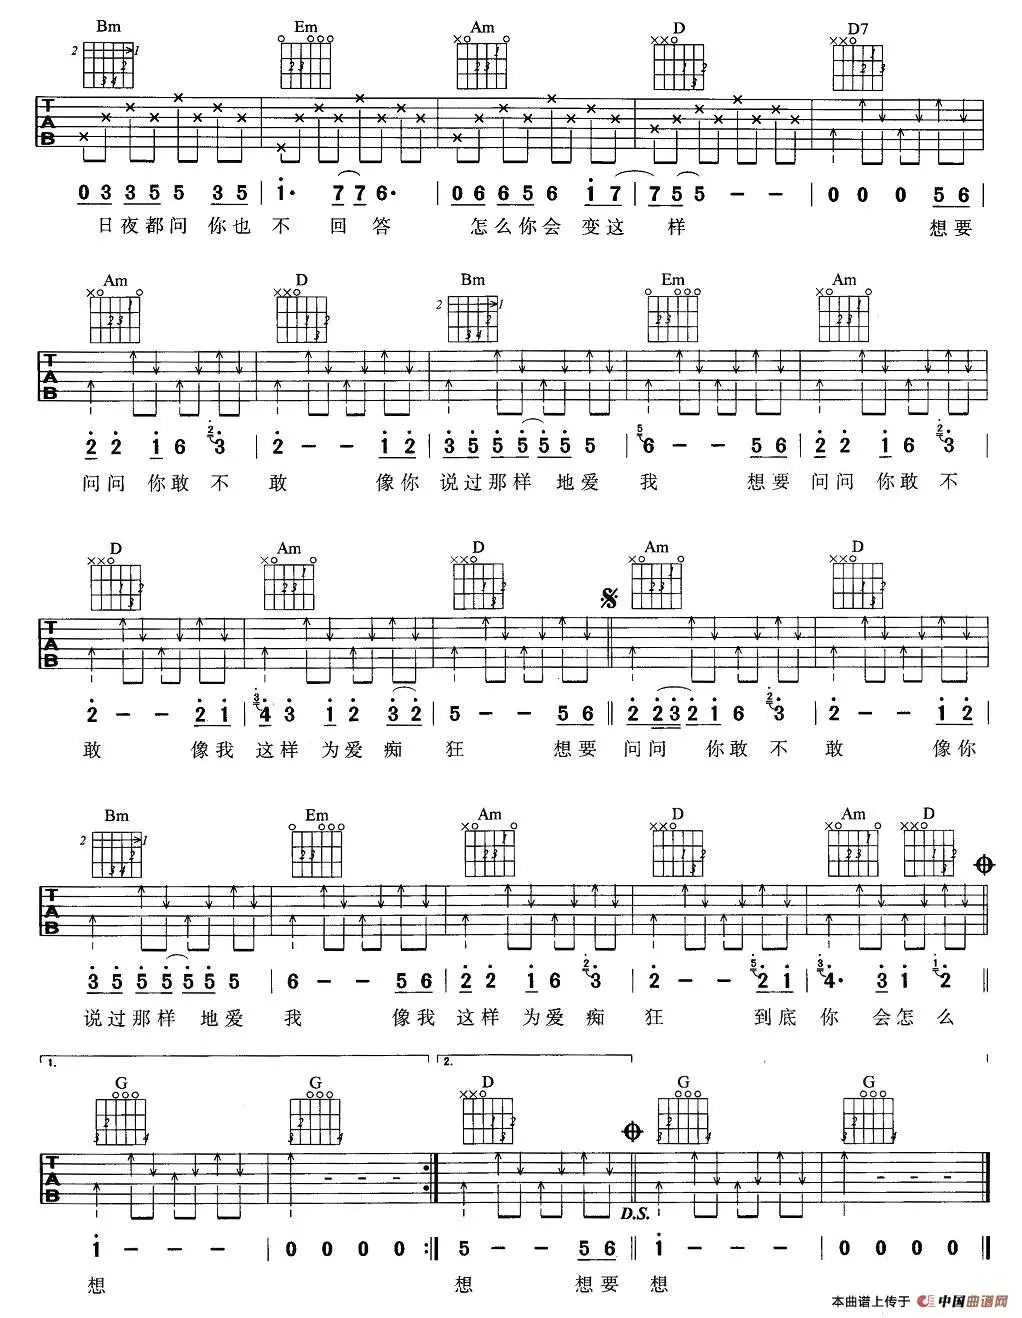 Bm Em Am D D7
T A B
0 3 3 5 5 3 5 | i· 7 7 6· | 0 6 6 5 6 i 7 | 7 5 5 - - | 0 0 0 5 6 |
日夜都问 你也 不 回 答 怎么你会 变这 样 想要
Am D Bm Em Am
T A B
2 2 1 6 3 | 2 - - 1 2 | 3 5 5 5 5 5 5 | 6 - - 5 6 | 2 2 1 6 3 |
问问 你敢 不 敢 像你 说过那样 地爱 我 想要 问问 你敢 不
D Am D Am D
T A B
2 - - 2 1 | 4 3 1 2 3 2 | 5 - - 5 6 || 2 2 3 2 1 6 3 | 2 - - 1 2 |
敢 像我 这样 为爱 痴 狂 想要 问问 你敢 不 敢 像你
Bm Em Am D Am D
T A B
3 5 5 5 5 5 5 | 6 - - 5 6 | 2 2 1 6 3 | 2 - - 2 1 | 4· 3 1 2 ||
说过那样 地爱 我 像我 这样 为爱 痴 狂 到底 你 会怎么
1. 2.
G G D G G
T A B
D.S.
1 - - - | 0 0 0 0 :|| 5 - - 5 6 || 1 - - - | 0 0 0 0 ||
想 想 想要 想
本曲谱上传于 中国曲谱网